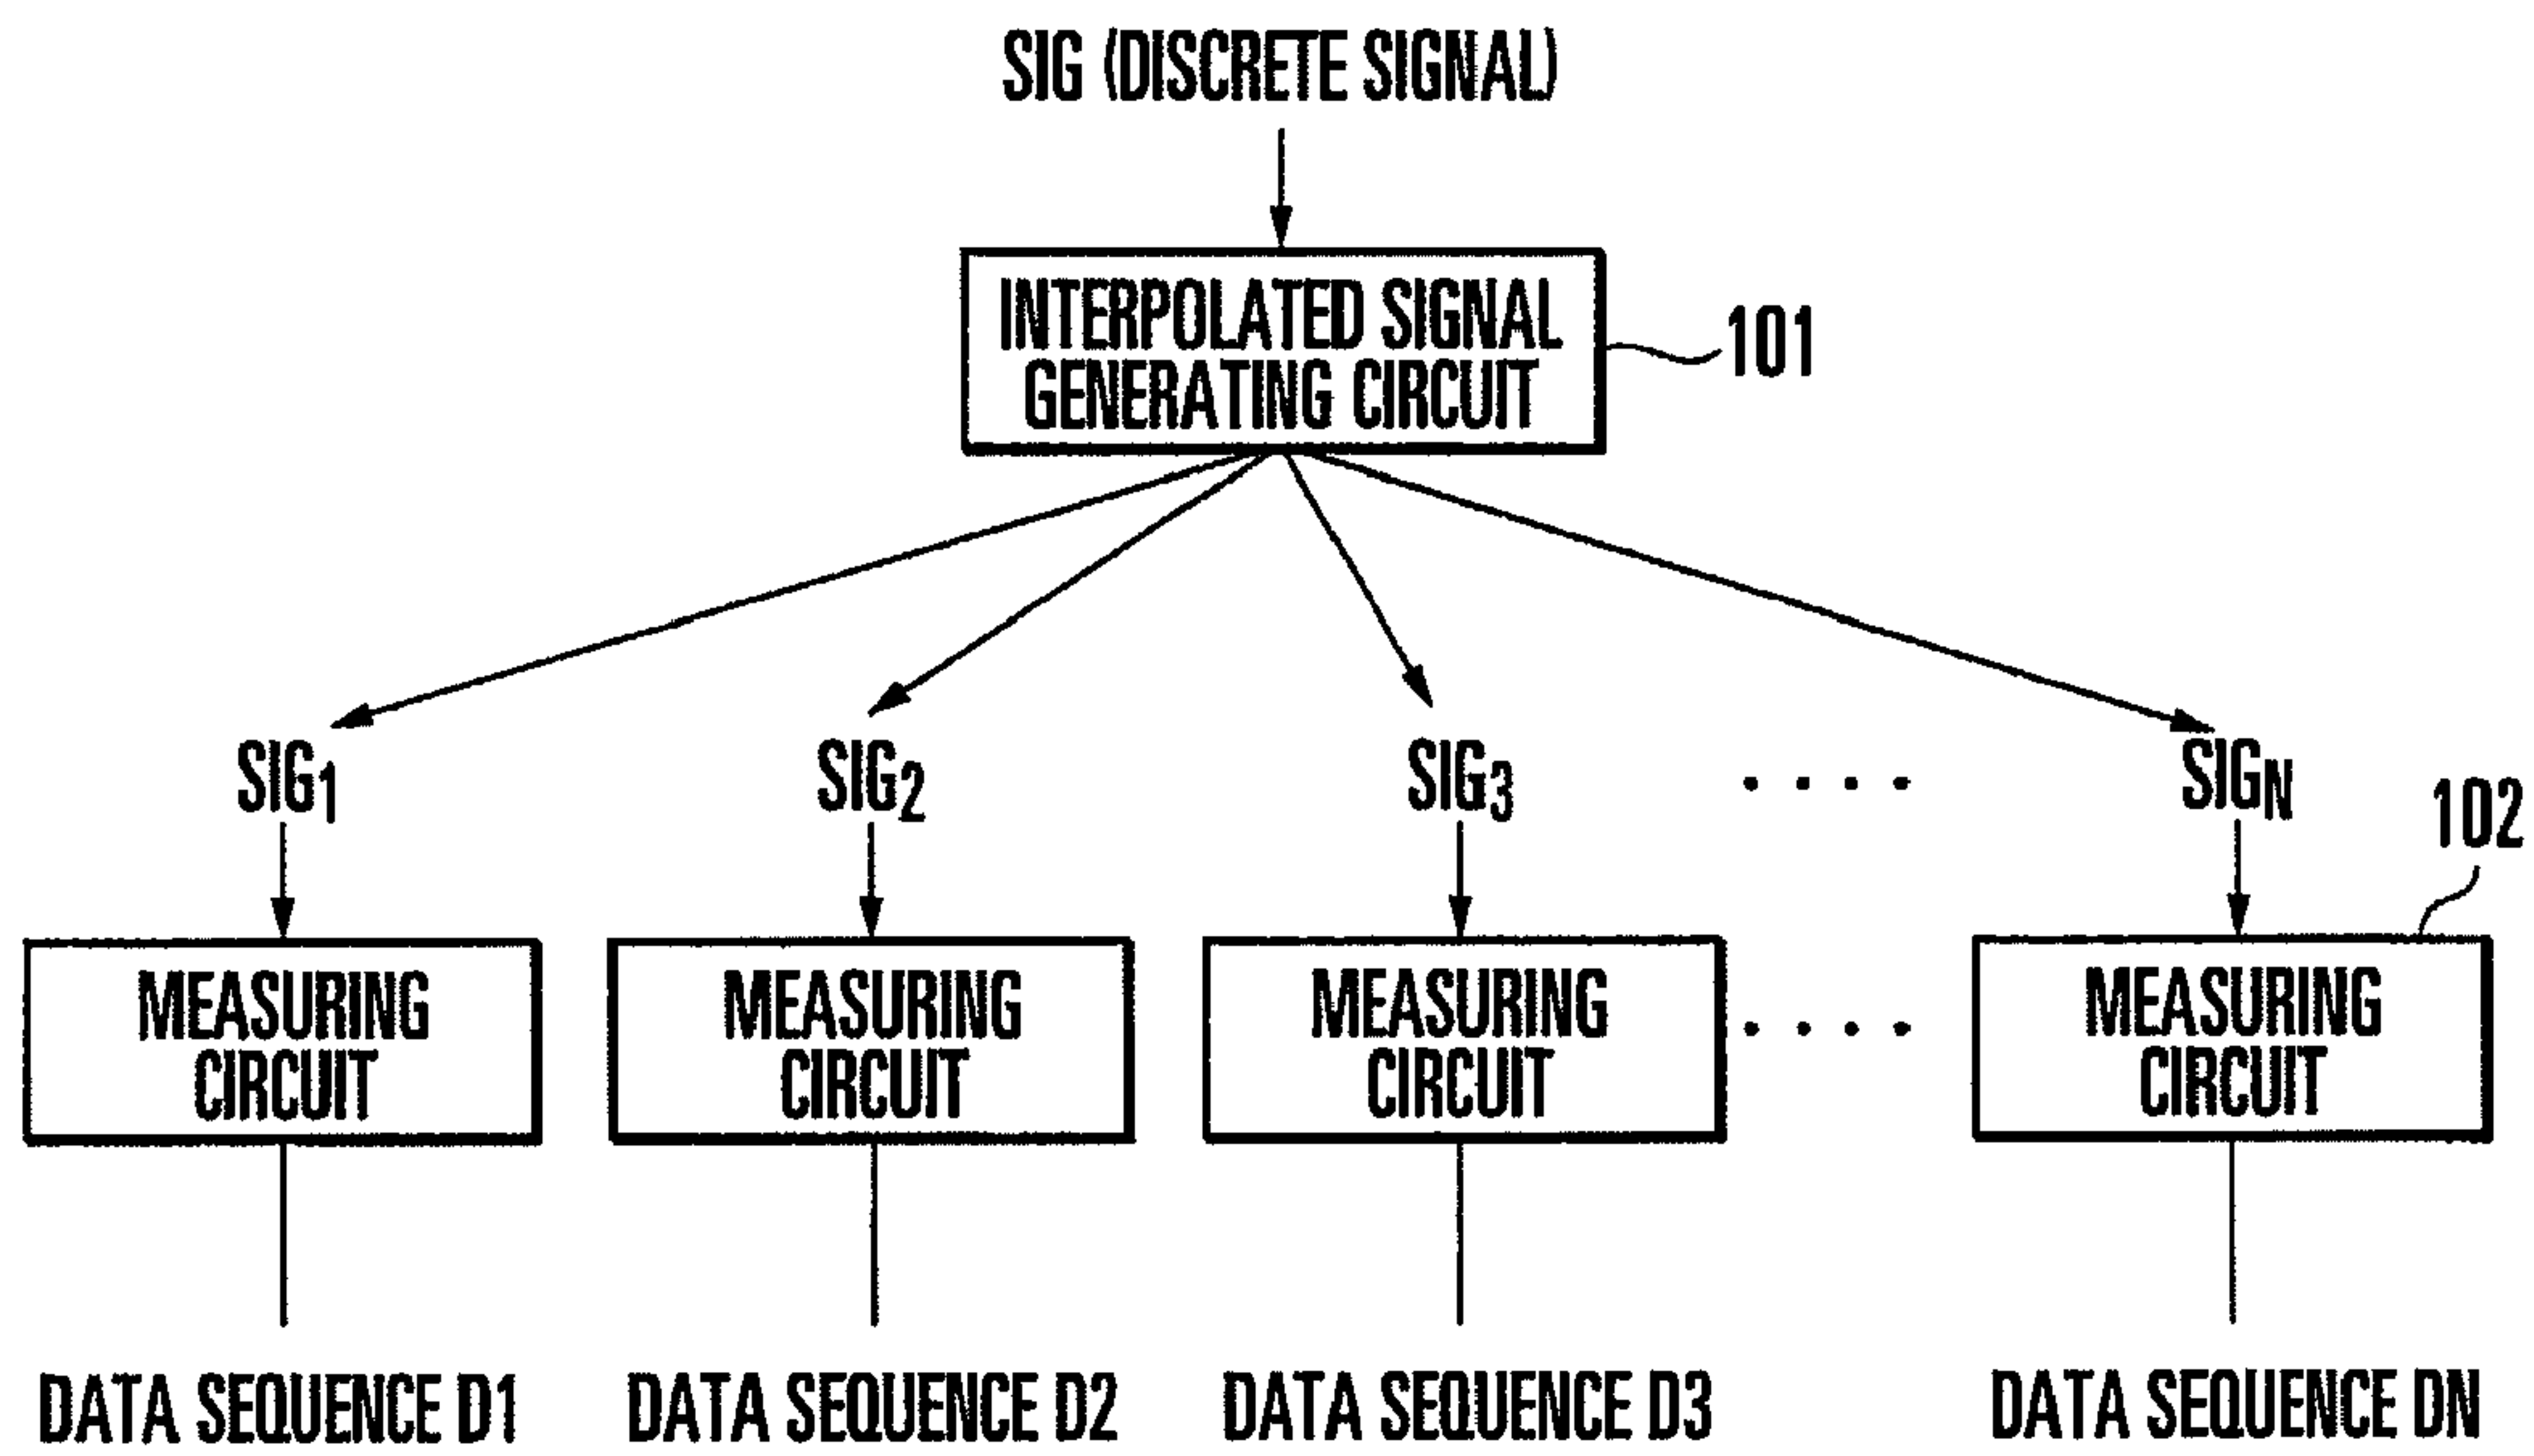 SIG (DISCRETE SIGNAL)
INTERPOLATED SIGNAL
GENERATING CIRCUIT
101
SIG1
SIG2
SIG3
. . . .
SIGN
102
MEASURING
CIRCUIT
MEASURING
CIRCUIT
MEASURING
CIRCUIT
. . . .
MEASURING
CIRCUIT
DATA SEQUENCE D1
DATA SEQUENCE D2
DATA SEQUENCE D3
DATA SEQUENCE DN